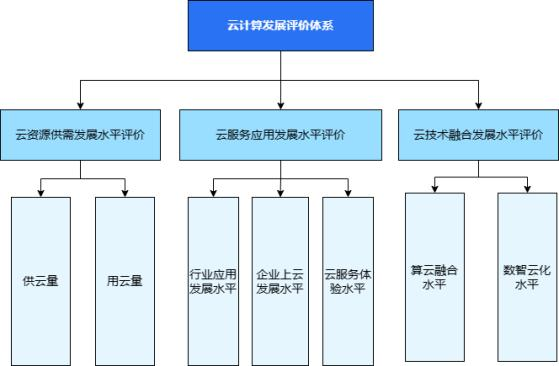 云计算发展评价体系
云资源供需发展水平评价
云服务应用发展水平评价
云技术融合发展水平评价
供云量
用云量
行业应用
发展水平
企业上云
发展水平
云服务体
验水平
算云融合
水平
数智云化
水平